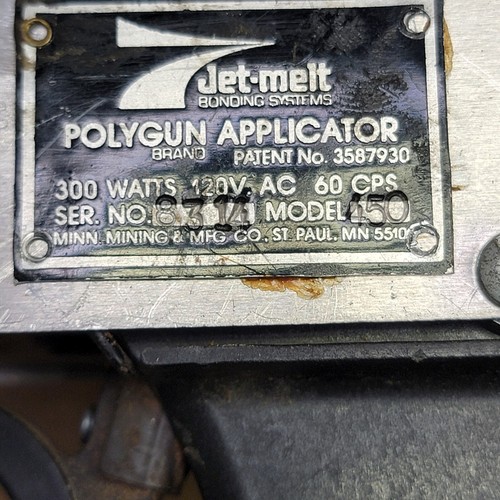 Jet-melt
BONDING SYSTEMS
POLYGUN APPLICATOR
BRAND PATENT No. 3587930
300 WATTS 120V. AC 60 CPS
SER. NO. 8314 MODEL 450
MINN. MINING & MFG CO., ST. PAUL, MN 5510